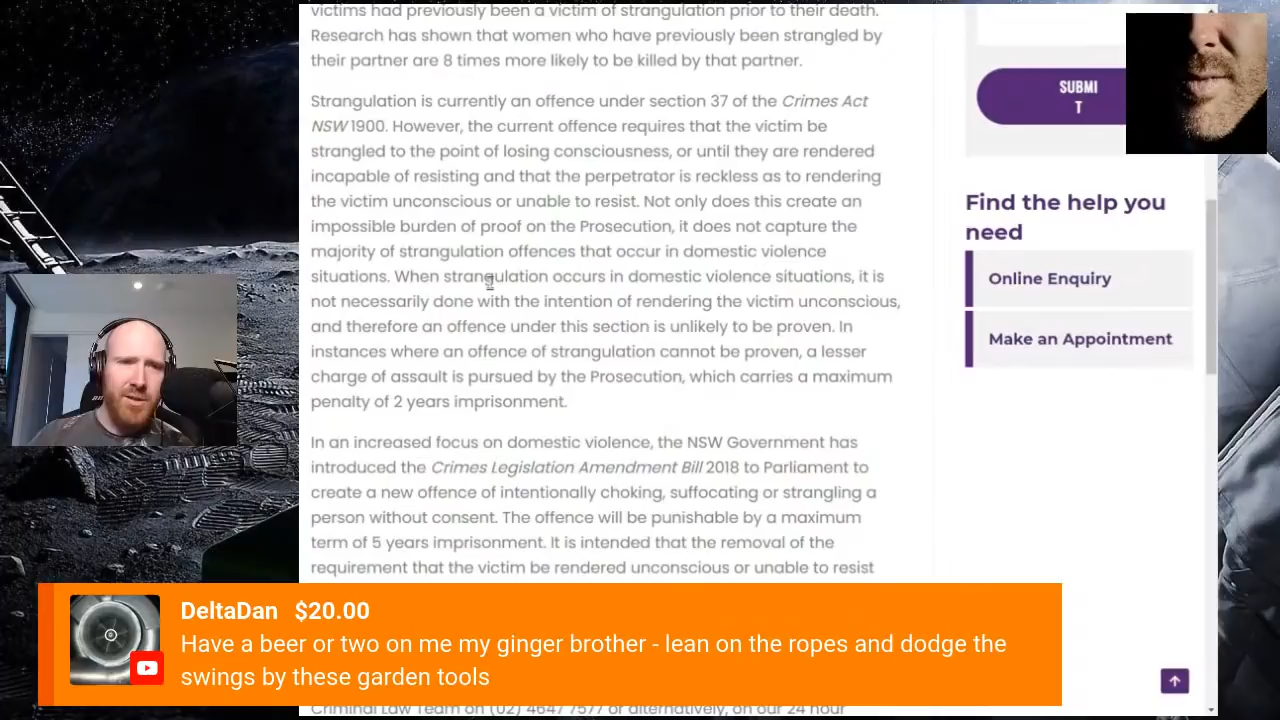 victims had previously been a victim of strangulation prior to their death.
Research has shown that women who have previously been strangled by
their partner are 8 times more likely to be killed by that partner.
Strangulation is currently an offence under section 37 of the Crimes Act
NSW 1900. However, the current offence requires that the victim be
strangled to the point of losing consciousness, or until they are rendered
incapable of resisting and that the perpetrator is reckless as to rendering
the victim unconscious or unable to resist. Not only does this create an
impossible burden of proof on the Prosecution, it does not capture the
majority of strangulation offences that occur in domestic violence
situations. When strangulation occurs in domestic violence situations, it is
not necessarily done with the intention of rendering the victim unconscious,
and therefore an offence under this section is unlikely to be proven. In
instances where an offence of strangulation cannot be proven, a lesser
charge of assault is pursued by the Prosecution, which carries a maximum
penalty of 2 years imprisonment.
In an increased focus on domestic violence, the NSW Government has
introduced the Crimes Legislation Amendment Bill 2018 to Parliament to
create a new offence of intentionally choking, suffocating or strangling a
person without consent. The offence will be punishable by a maximum
term of 5 years imprisonment. It is intended that the removal of the
requirement that the victim be rendered unconscious or unable to resist
Criminal Law Team on (02) 4647 7577 or alternatively, on our 24 hour
SUBMI
T
Find the help you
need
Online Enquiry
Make an Appointment
DeltaDan $20.00
Have a beer or two on me my ginger brother - lean on the ropes and dodge the
swings by these garden tools